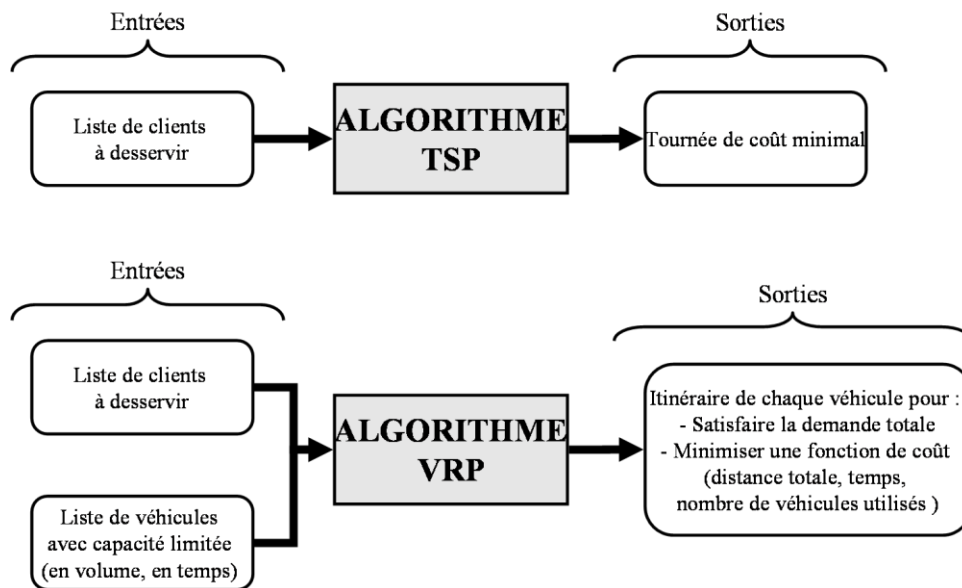 Entrées
Sorties
Liste de clients
à desservir
ALGORITHME
TSP
Tournée de coût minimal
Entrées
Sorties
Liste de clients
à desservir
Liste de véhicules
avec capacité limitée
(en volume, en temps)
ALGORITHME
VRP
Itinéraire de chaque véhicule pour :
- Satisfaire la demande totale
- Minimiser une fonction de coût
(distance totale, temps,
nombre de véhicules utilisés )